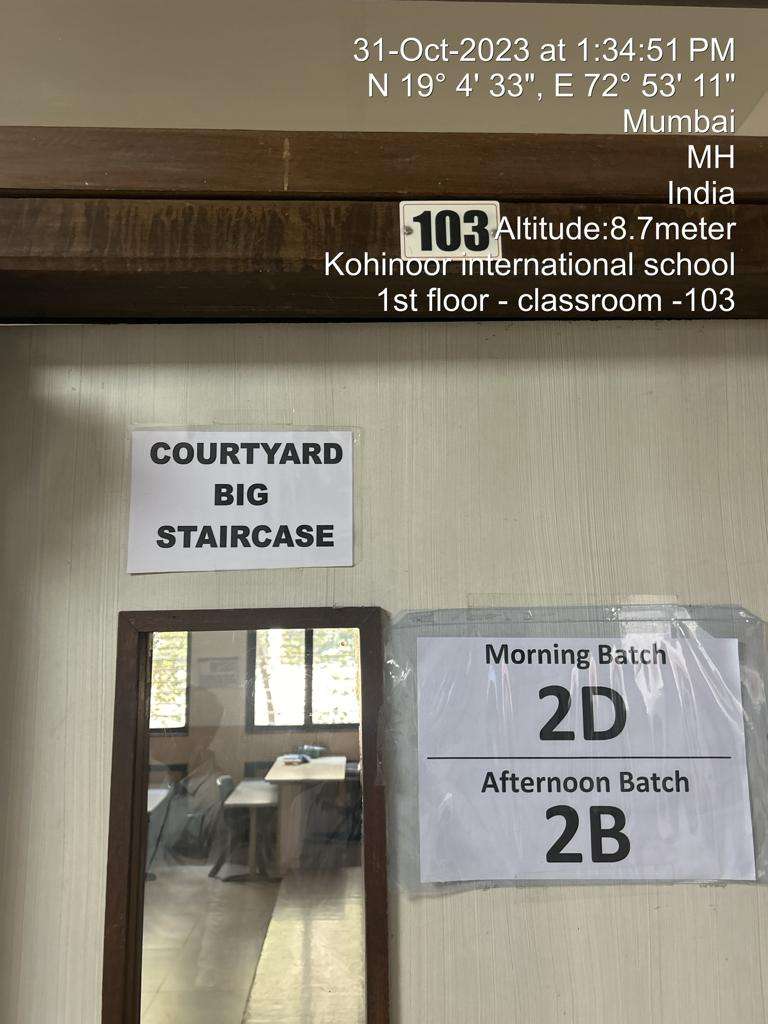 31-Oct-2023 at 1:34:51 PM
N 19° 4' 33", E 72° 53' 11"
Mumbai
MH
India
103
Altitude:8.7meter
Kohinoor international school
1st floor - classroom -103
COURTYARD
BIG
STAIRCASE
Morning Batch
2D
Afternoon Batch
2B